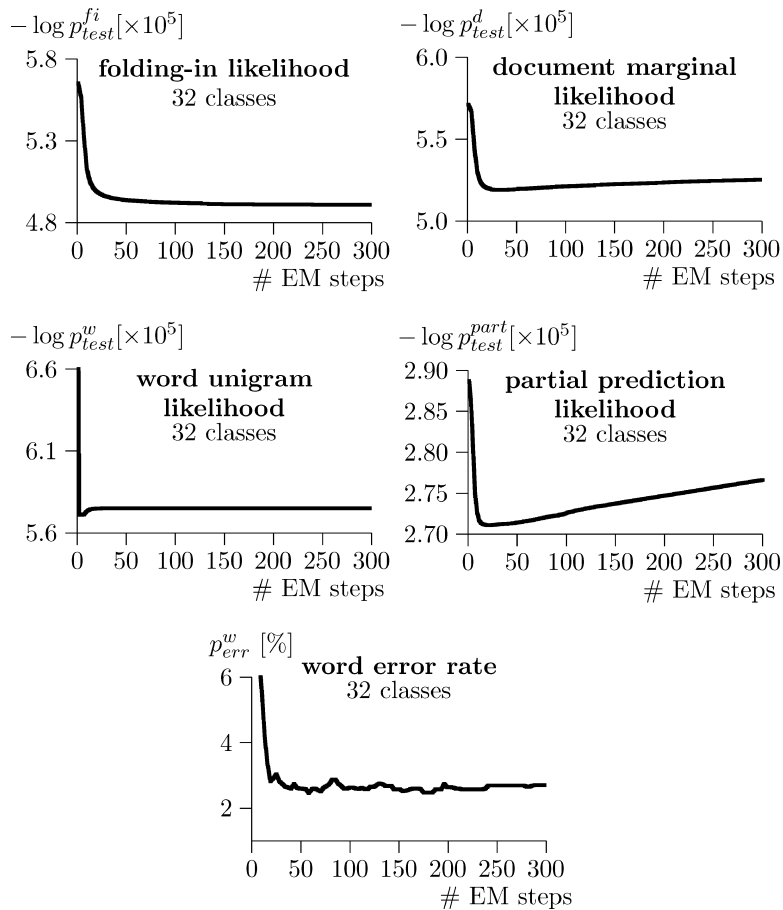 − log p^{fi}_{test}[×10^5]
5.8
folding-in likelihood
32 classes
5.3
4.8
0 50 100 150 200 250 300
# EM steps
− log p^{d}_{test}[×10^5]
6.0
document marginal
likelihood
32 classes
5.5
5.0
0 50 100 150 200 250 300
# EM steps
− log p^{w}_{test}[×10^5]
6.6
word unigram
likelihood
32 classes
6.1
5.6
0 50 100 150 200 250 300
# EM steps
− log p^{part}_{test}[×10^5]
2.90
partial prediction
likelihood
2.85
32 classes
2.80
2.75
2.70
0 50 100 150 200 250 300
# EM steps
p^{w}_{err} [%]
word error rate
6
32 classes
4
2
0 50 100 150 200 250 300
# EM steps